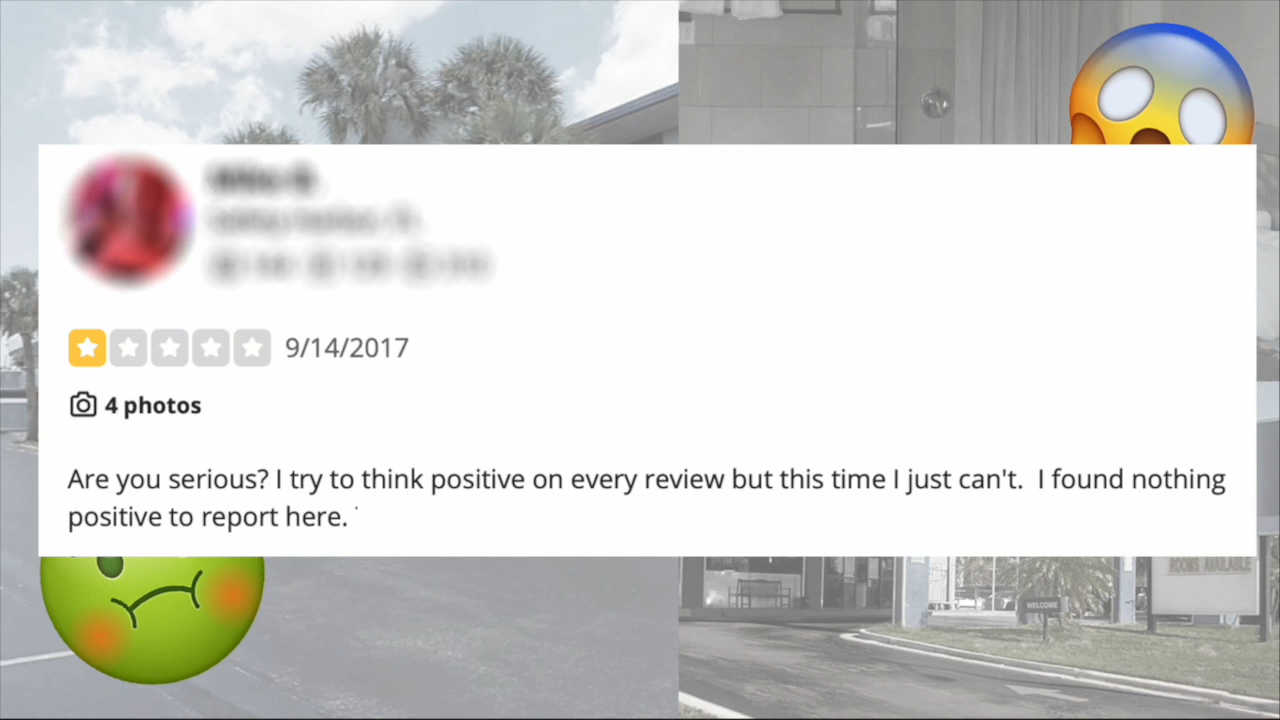 9/14/2017
4 photos
Are you serious? I try to think positive on every review but this time I just can't.  I found nothing
positive to report here.
ROOMS AVAILABLE
WELCOME